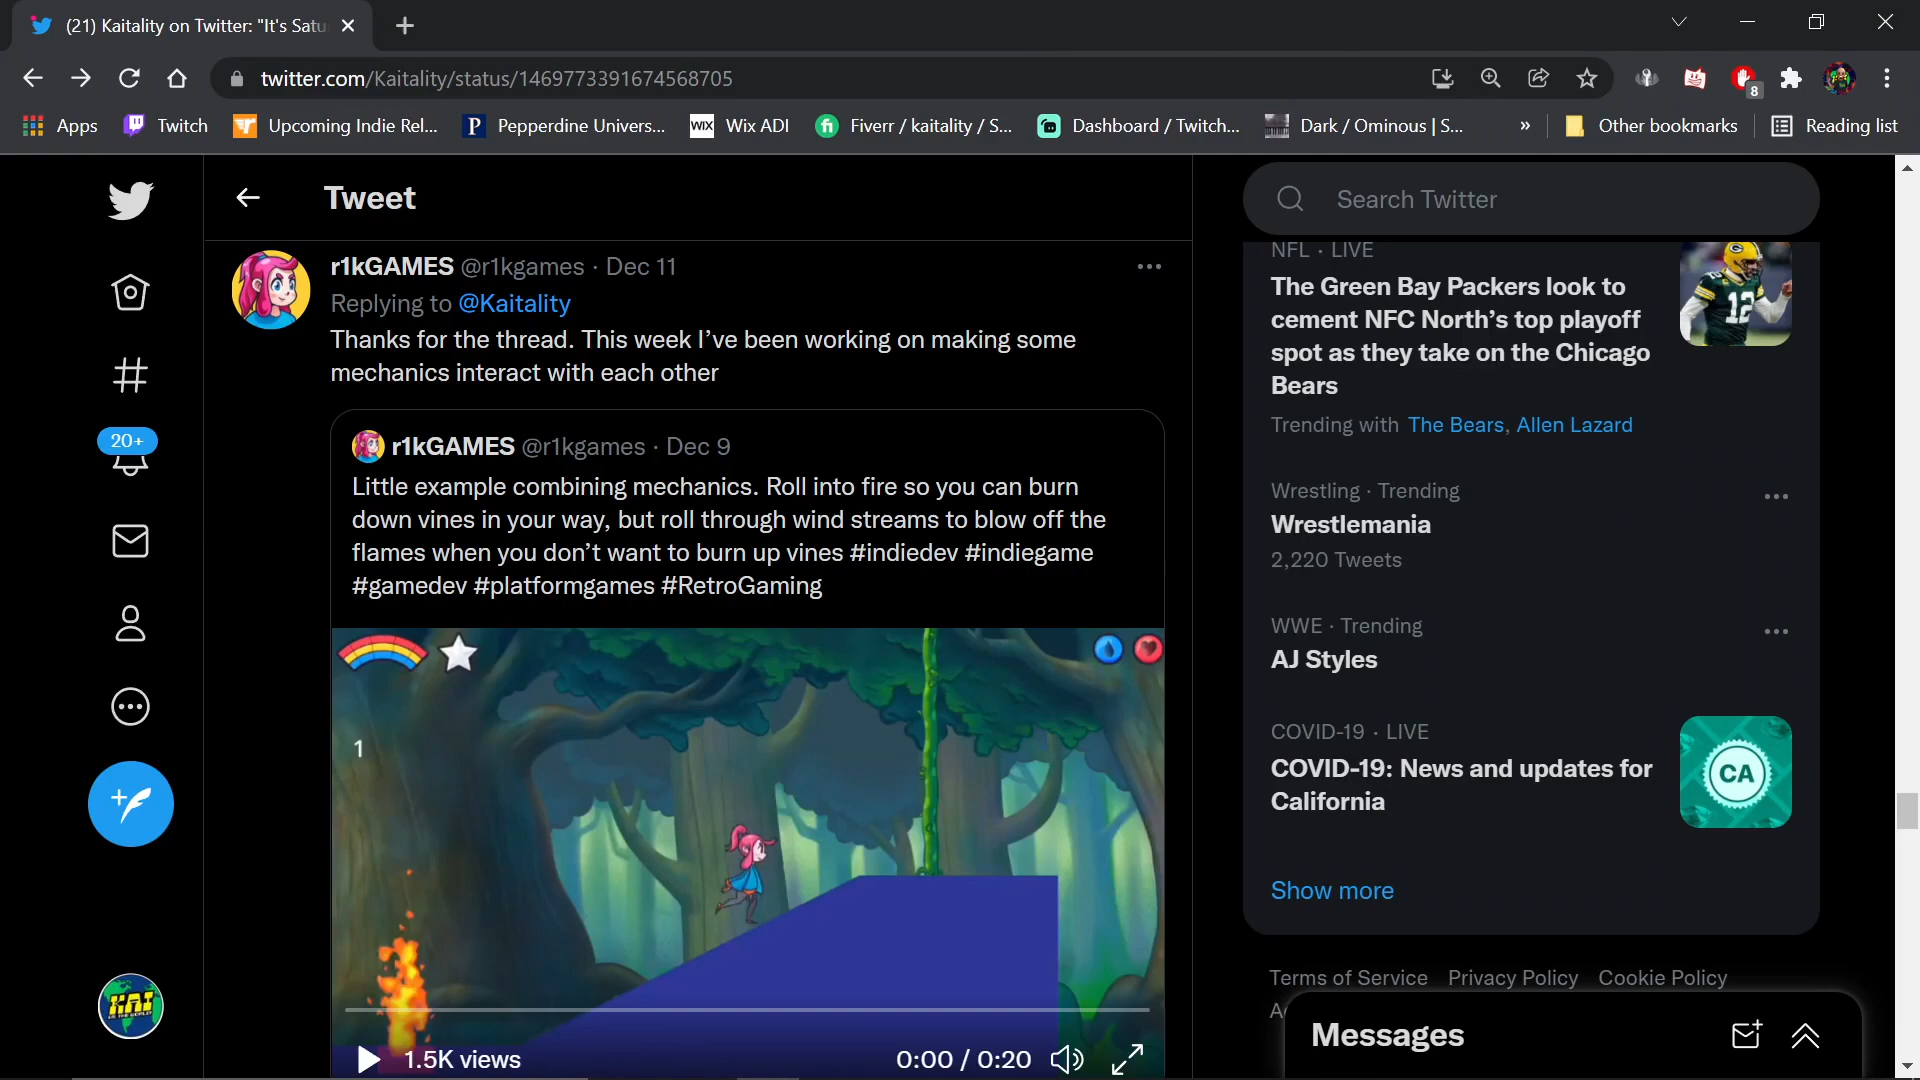 (21) Kaitality on Twitter: "It's Satu
twitter.com/Kaitality/status/1469773391674568705
8
Apps
Twitch
Upcoming Indie Rel...
P
Pepperdine Univers...
WiX
Wix ADI
fi
Fiverr / kaitality / S...
Dashboard / Twitch...
Dark / Ominous | S...
»
Other bookmarks
Reading list
Tweet
Search Twitter
r1kGAMES @r1kgames · Dec 11
Replying to @Kaitality
Thanks for the thread. This week I’ve been working on making some
mechanics interact with each other
r1kGAMES @r1kgames · Dec 9
Little example combining mechanics. Roll into fire so you can burn
down vines in your way, but roll through wind streams to blow off the
flames when you don’t want to burn up vines #indiedev #indiegame
#gamedev #platformgames #RetroGaming
1
1.5K views
0:00 / 0:20
20+
KAI
NFL · LIVE
The Green Bay Packers look to
cement NFC North’s top playoff
spot as they take on the Chicago
Bears
12
Trending with The Bears, Allen Lazard
Wrestling · Trending
Wrestlemania
2,220 Tweets
WWE · Trending
AJ Styles
COVID-19 · LIVE
COVID-19: News and updates for
California
CA
Show more
Terms of Service Privacy Policy Cookie Policy
Messages